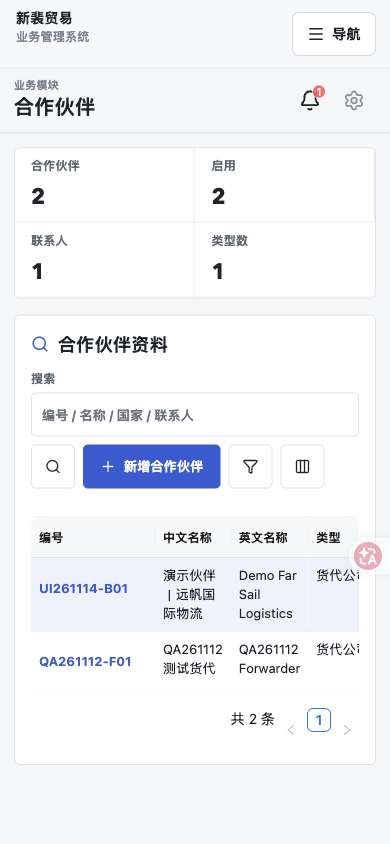 新裴贸易
业务管理系统
导航
业务模块
合作伙伴
1
合作伙伴
2
启用
2
联系人
1
类型数
1
合作伙伴资料
搜索
编号 / 名称 / 国家 / 联系人
新增合作伙伴
编号 中文名称 英文名称 类型
UI261114-B01
演示伙伴
| 远帆国
际物流
Demo Far
Sail
Logistics
货代公
QA261112-F01
QA261112
测试货代
QA261112
Forwarder
货代公
共 2 条
1